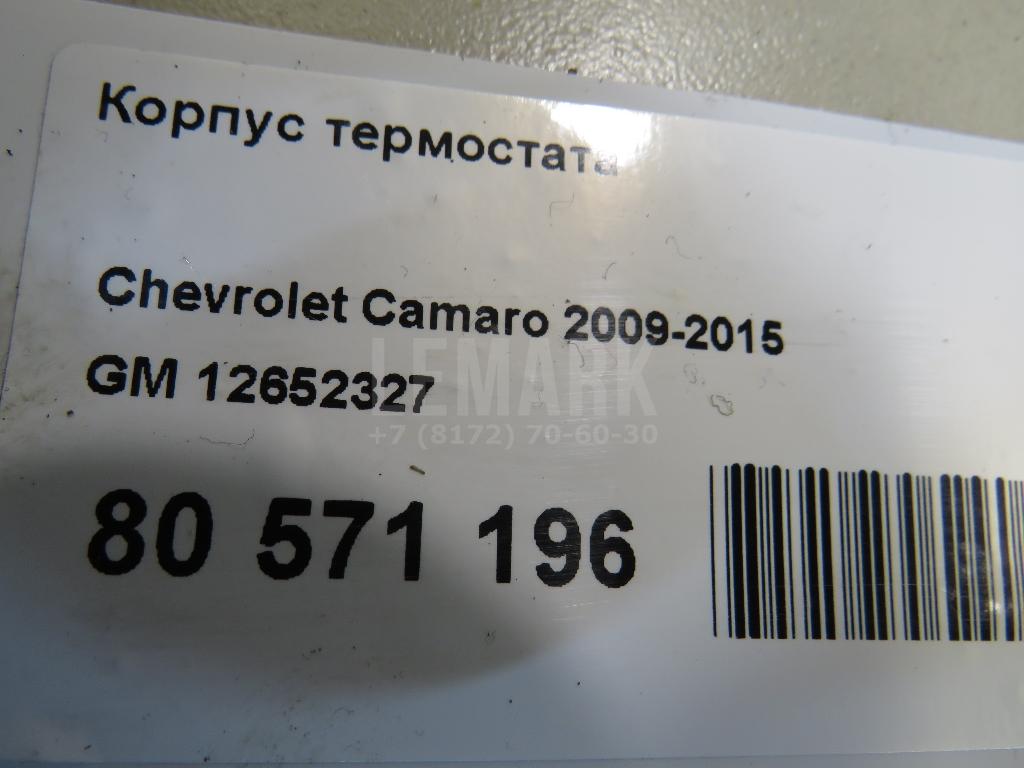 Корпус термостата
Chevrolet Camaro 2009-2015
GM 12652327
LEMARK
+7 (8172) 70-60-30
80 571 196